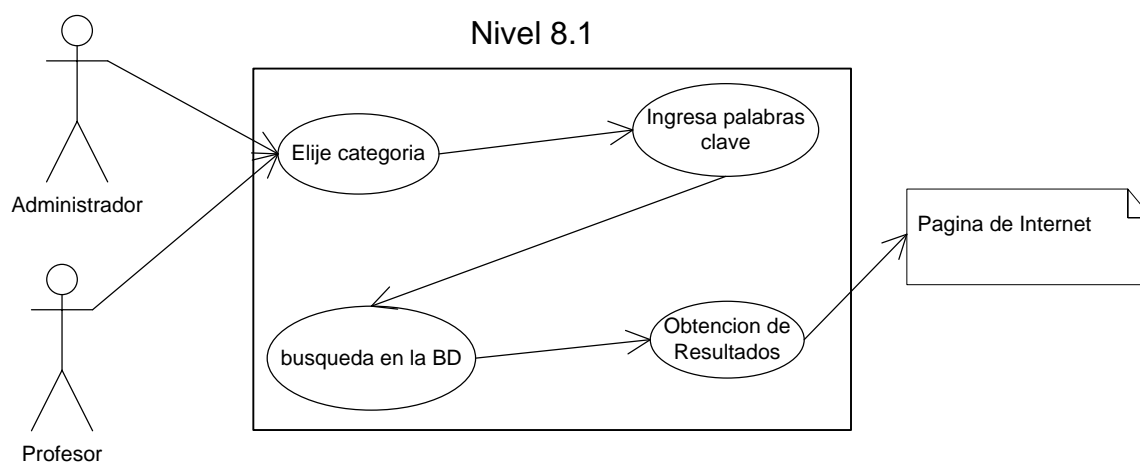 Nivel 8.1
Elije categoria
Ingresa palabras
clave
Administrador
Pagina de Internet
busqueda en la BD
Obtencion de
Resultados
Profesor